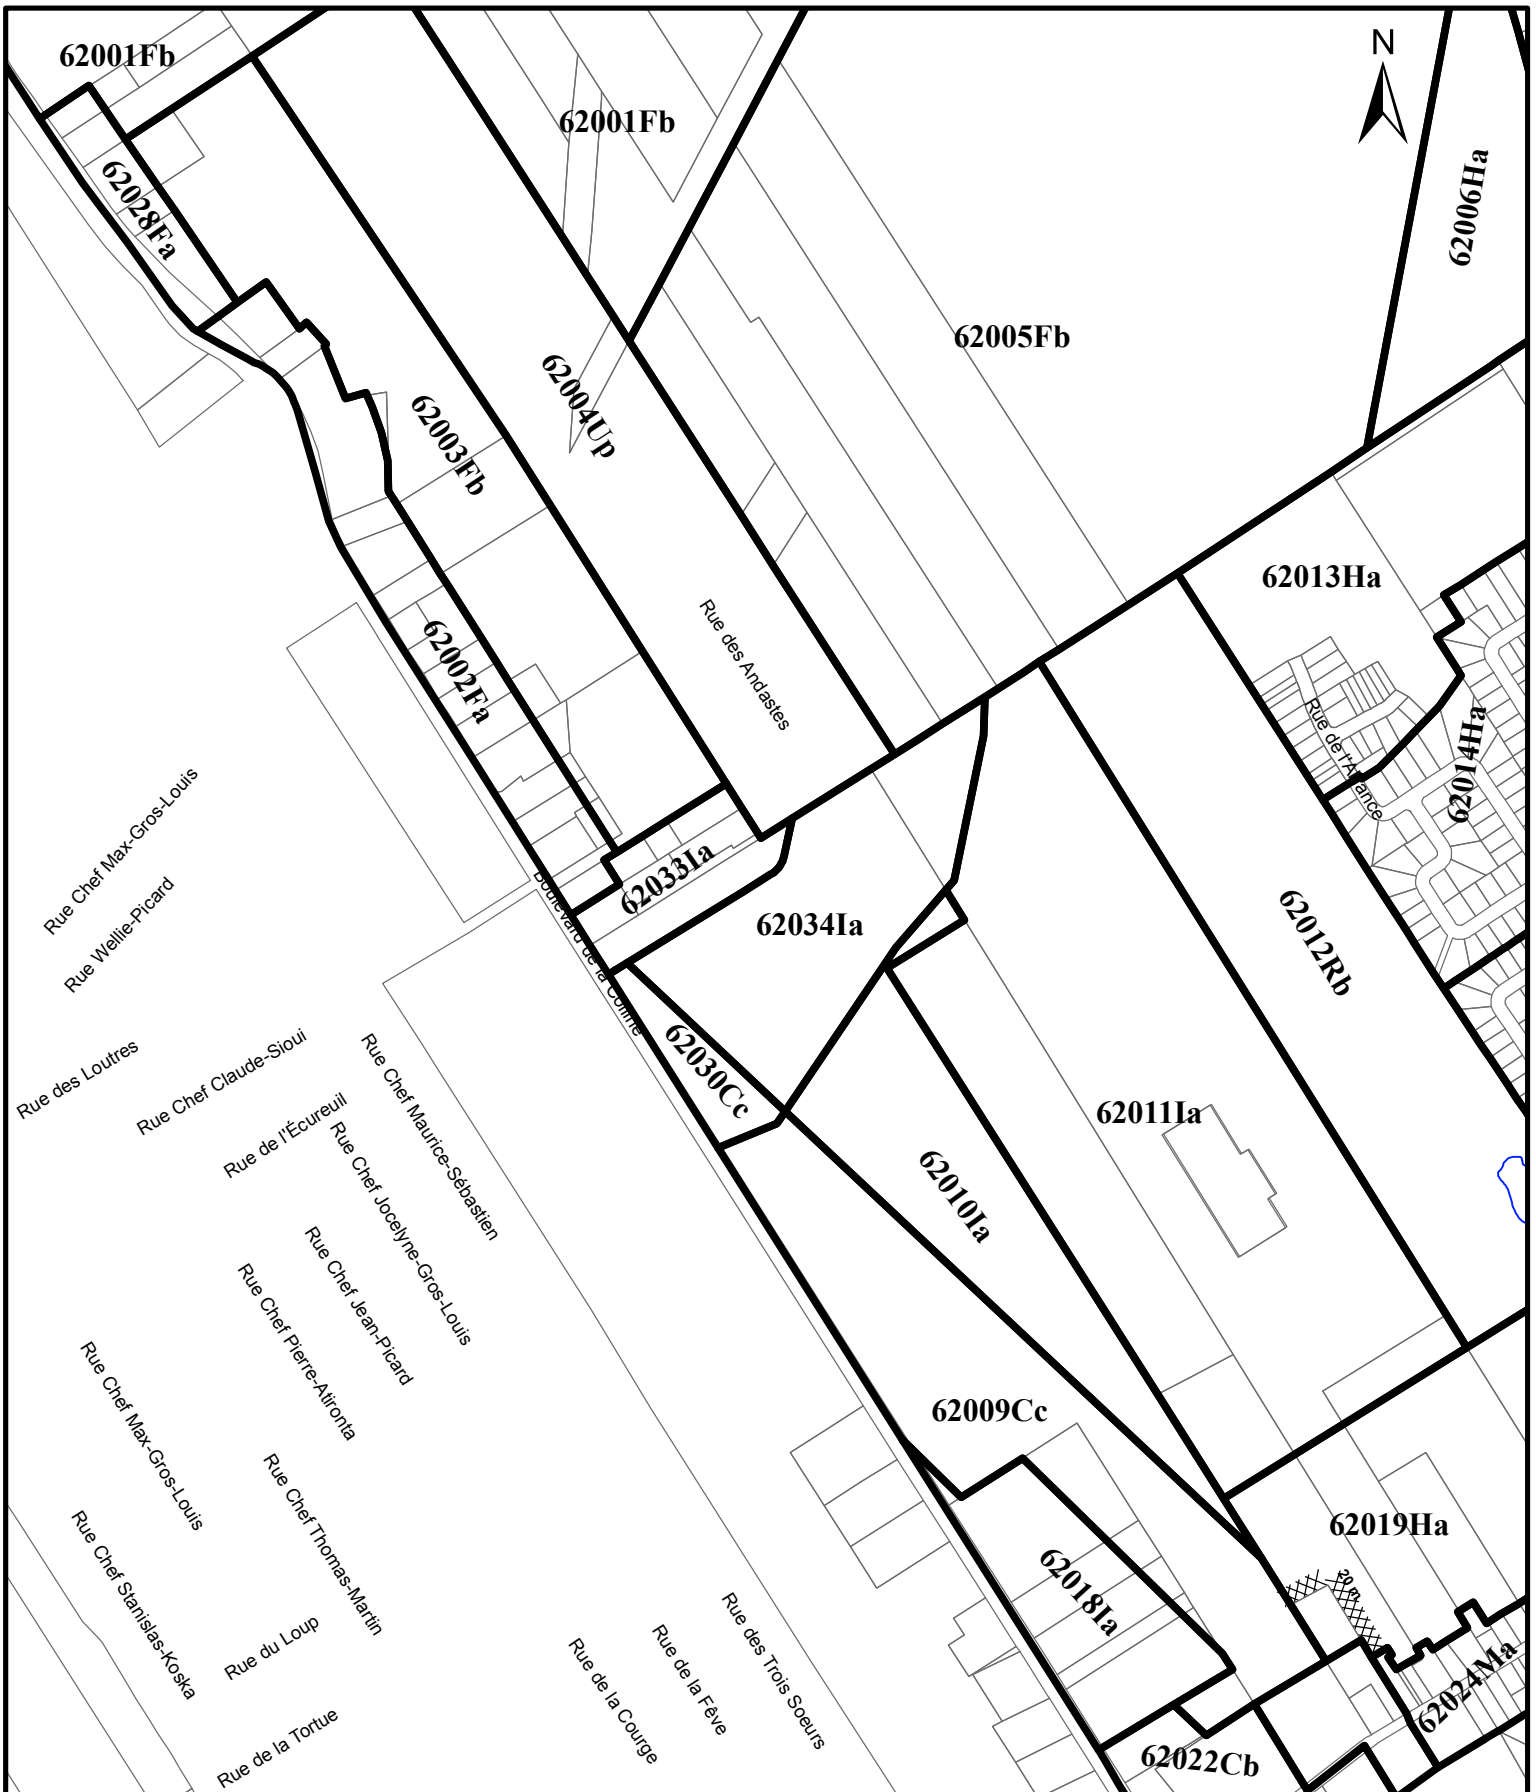 62001Fb
N
62001Fb
62028Fa
62006Ha
62005Fb
62004Up
62003Fb
62013Ha
62002Fa
Rue des Andastes
Rue de l'Alliance
62014Ha
Rue Chef Max-Gros-Louis
62033Ia
Rue Wellie-Picard
62034Ia
62012Rb
Boulevard de la Colline
62030Cc
Rue des Loutres
Rue Chef Claude-Sioui
Rue Chef Maurice-Sébastien
Rue de l'Écureuil
Rue Chef Jocelyne-Gros-Louis
62011Ia
62010Ia
Rue Chef Jean-Picard
Rue Chef Pierre-Atironta
Rue Chef Max-Gros-Louis
62009Cc
Rue Chef Thomas-Martin
62019Ha
Rue Chef Stanislas-Koska
62018Ia
20 m
Rue du Loup
Rue des Trois Soeurs
Rue de la Fêve
Rue de la Courge
62024Ma
Rue de la Tortue
62022Cb